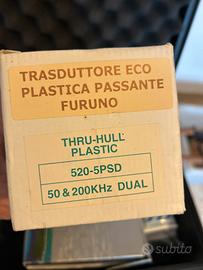 TRASDUTTORE ECO
PLASTICA PASSANTE
FURUNO
THRU-HULL
PLASTIC
520-5PSD
50 & 200KHz DUAL
subito